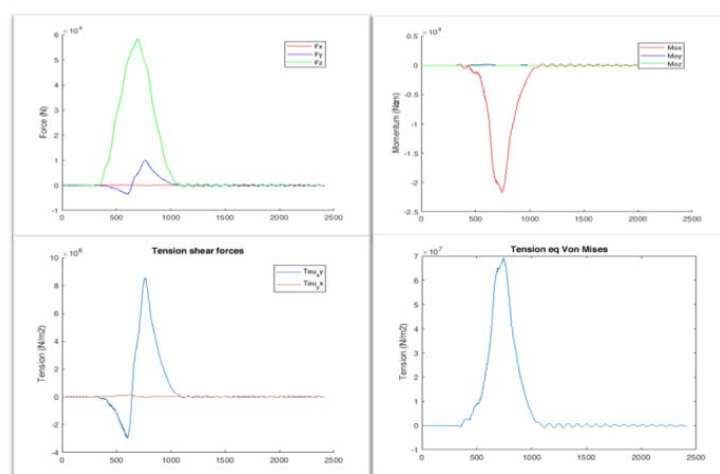 ×10⁴
6
5
4
3
2
1
0
-1
Force (N)
0 500 1000 1500 2000 2500
Fx
Fy
Fz
×10⁴
0.5
0
-0.5
-1
-1.5
-2
-2.5
0 500 1000 1500 2000 2500
Mox
Moy
Moz
Tension shear forces
×10⁶
10
8
6
4
2
0
-2
-4
Tension (N/m2)
0 500 1000 1500 2000 2500
Tauₓy
Tauᵧx
Tension eq Von Mises
×10⁷
7
6
5
4
3
2
1
0
-1
Tension (N/m2)
0 500 1000 1500 2000 2500